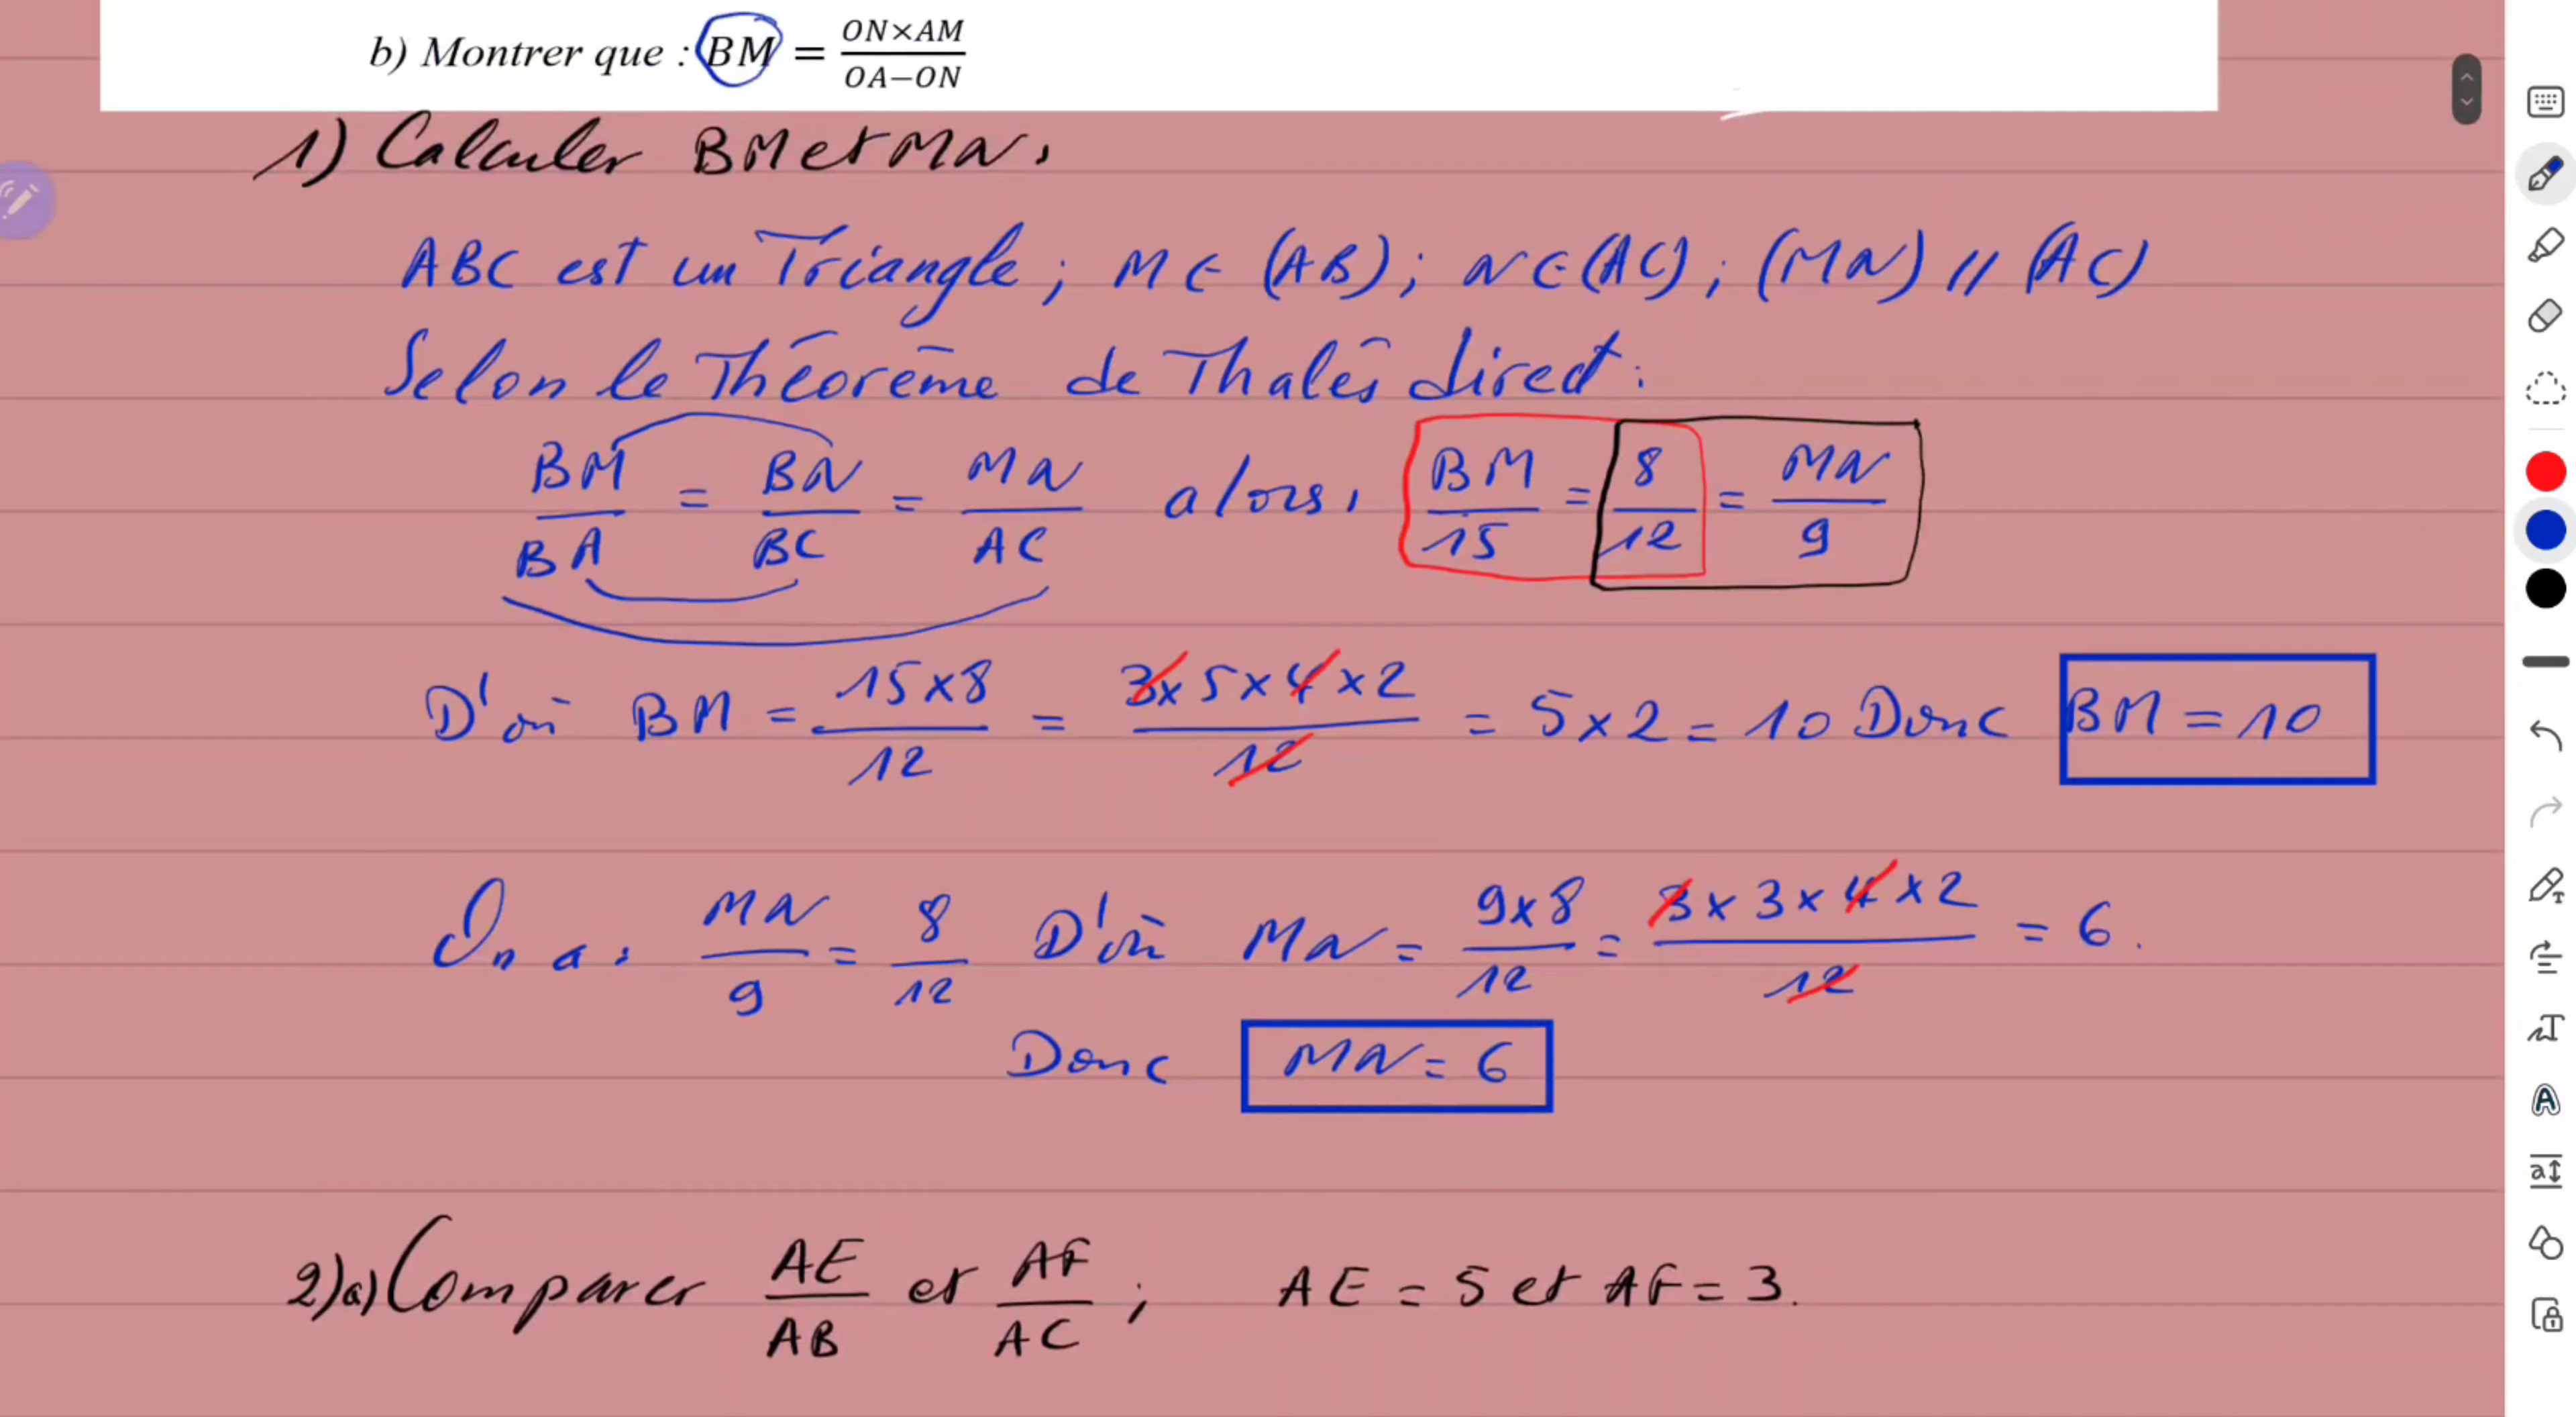 b) Montrer que : BM = ON×AM / OA−ON
1) Calculer BM et MN.
ABC est un Triangle ; M ∈ (AB) ; N ∈ (AC) ; (MN) // (AC)
Selon le Théorème de Thalès direct :
BM / BA = BN / BC = MN / AC alors, BM / 15 = 8 / 12 = MN / 9
D'où BM = 15×8 / 12 = 3×5×4×2 / 12 = 5×2 = 10 Donc BM = 10
On a : MN / 9 = 8 / 12 D'où MN = 9×8 / 12 = 3×3×4×2 / 12 = 6.
Donc MN = 6
2)a) Comparer AE / AB et AF / AC ; AE = 5 et AF = 3.